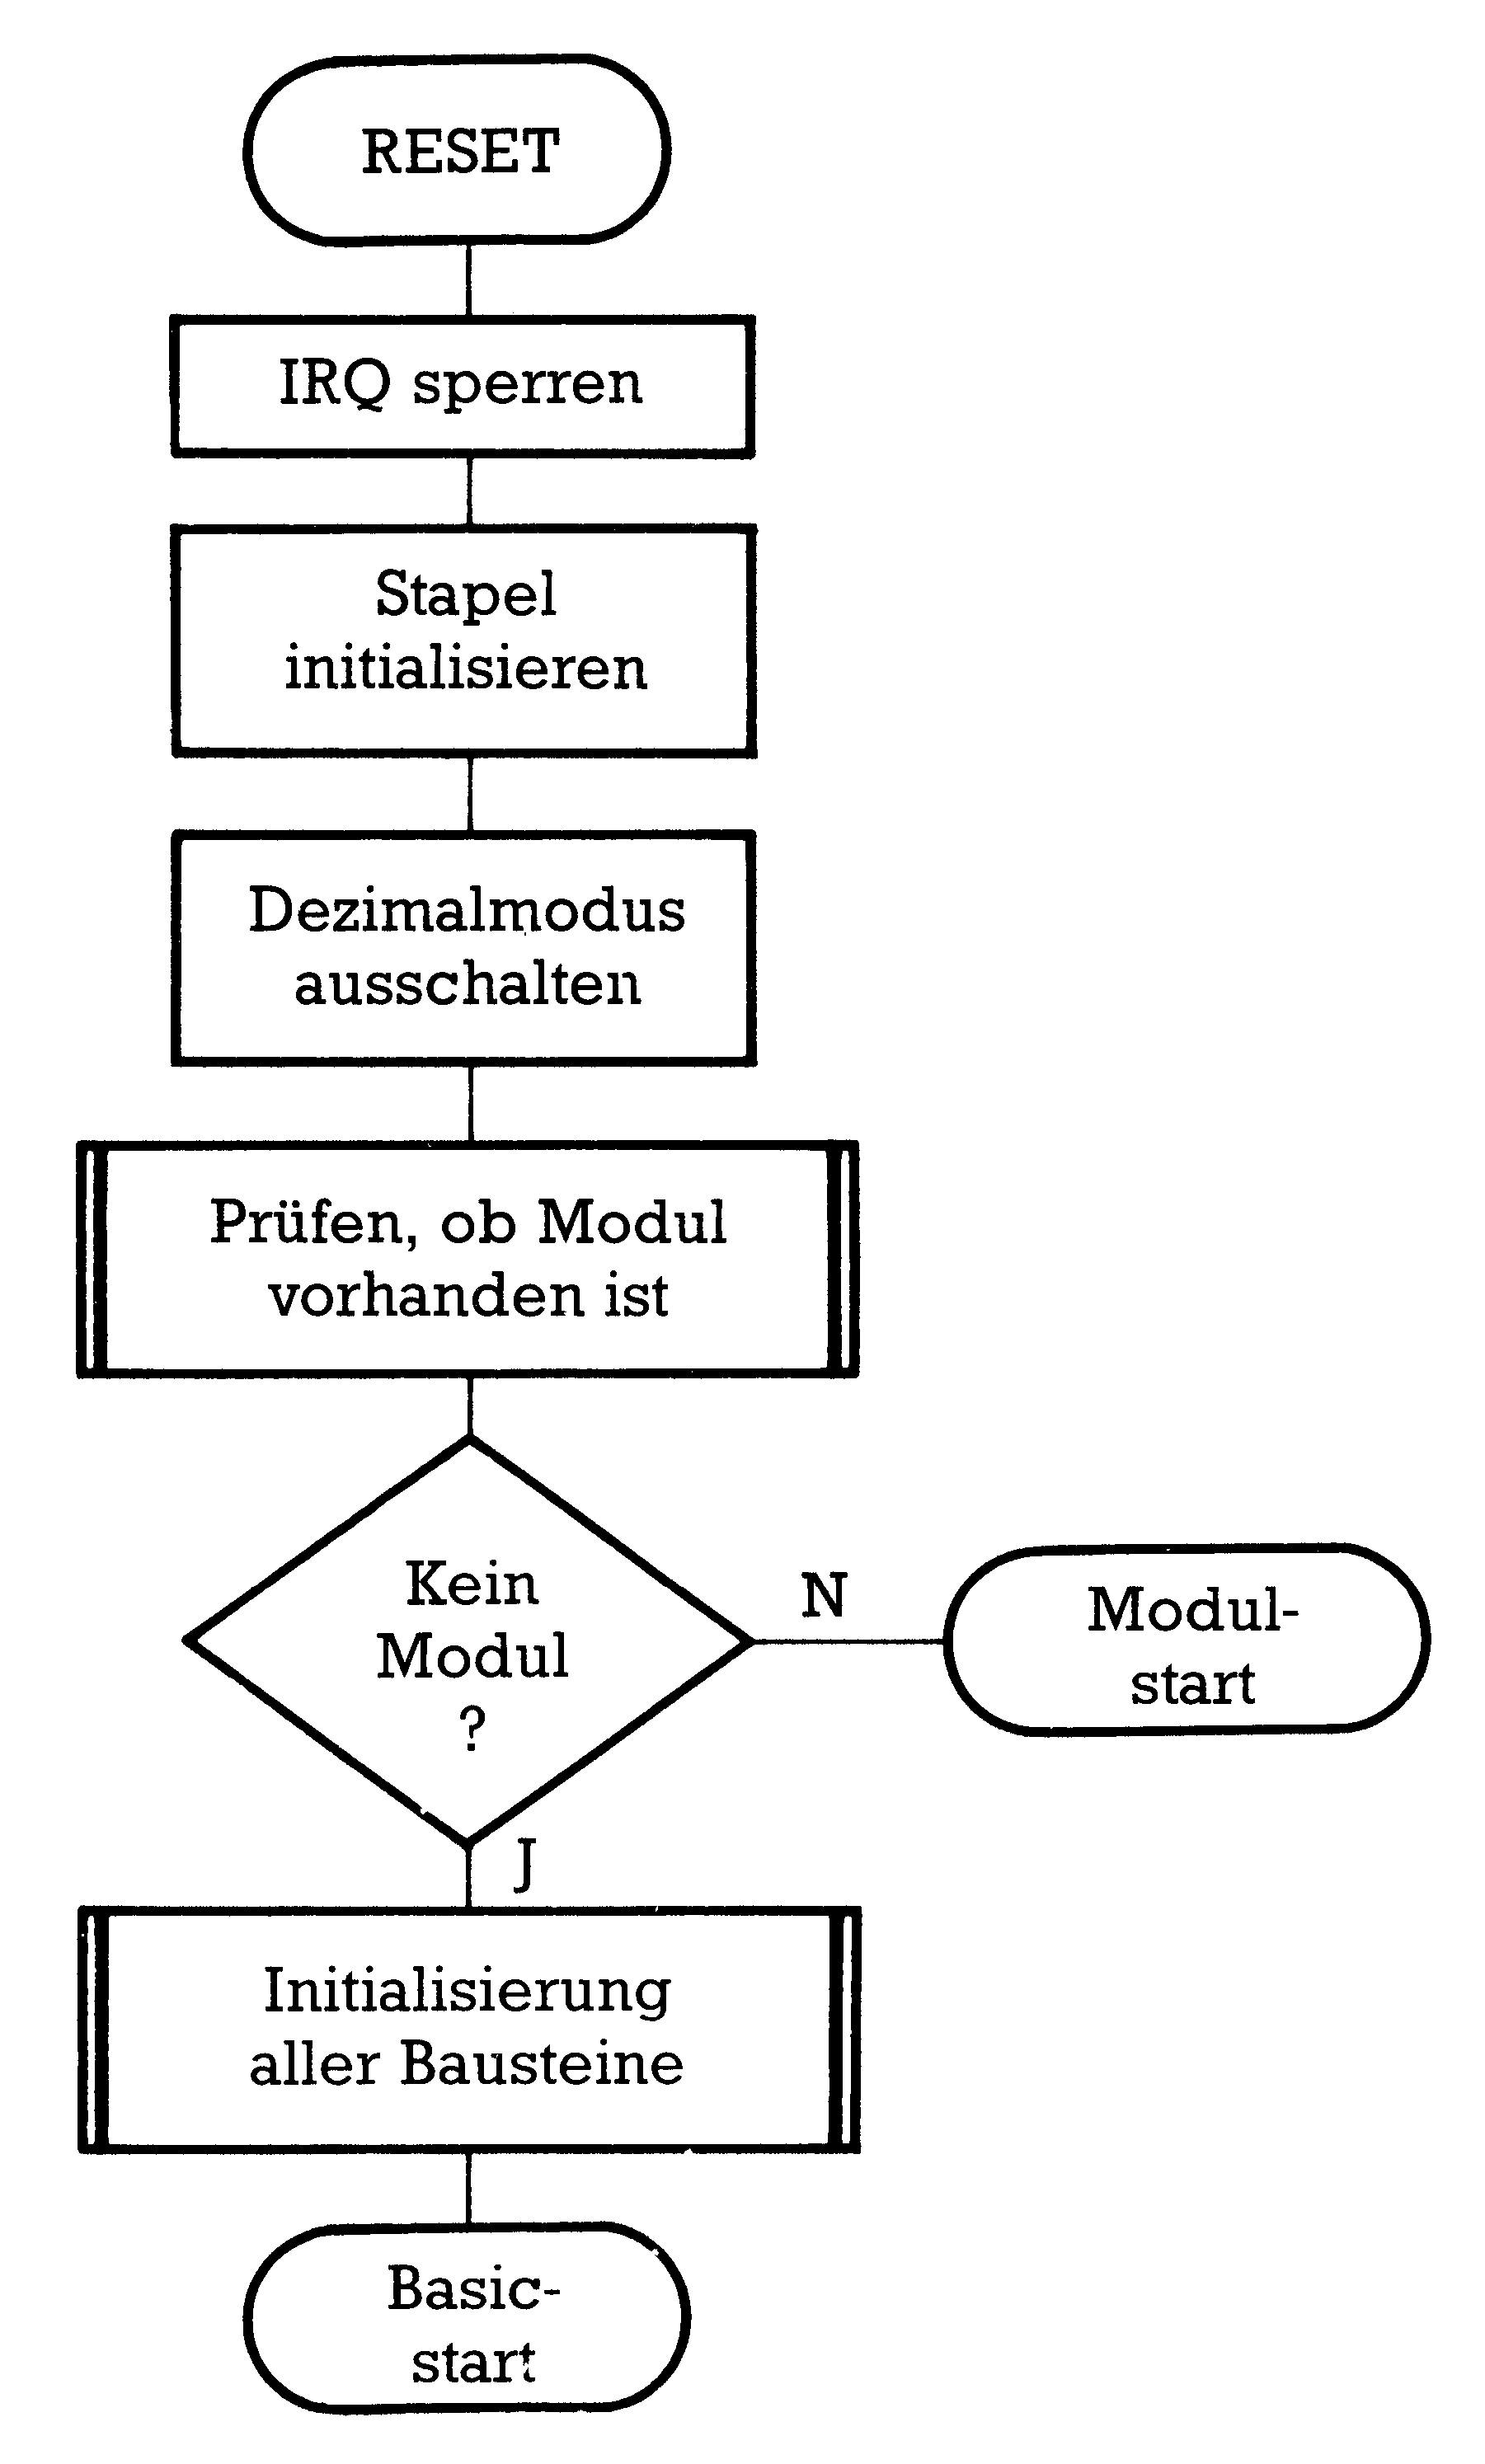 RESET
IRQ sperren
Stapel
initialisieren
Dezimalmodus
ausschalten
Prüfen, ob Modul
vorhanden ist
Kein
Modul
?
N
Modul-
start
J
Initialisierung
aller Bausteine
Basic-
start